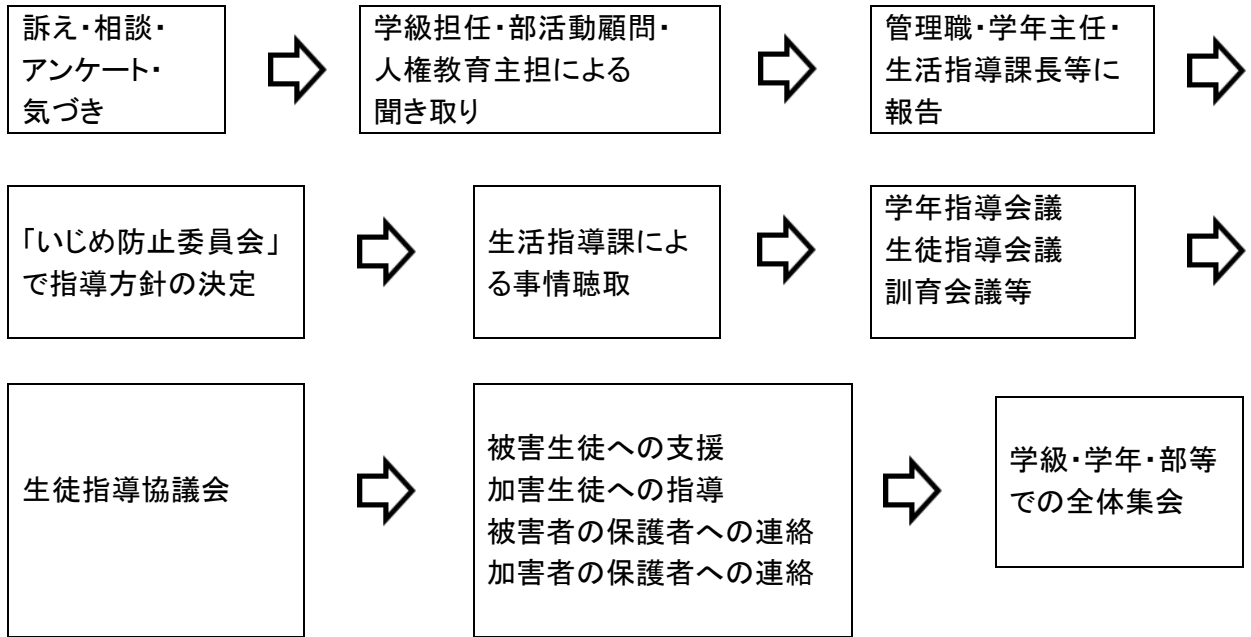 訴え・相談・
アンケート・
気づき
学級担任・部活動顧問・
人権教育主担による
聞き取り
管理職・学年主任・
生活指導課長等に
報告
「いじめ防止委員会」
で指導方針の決定
生活指導課によ
る事情聴取
学年指導会議
生徒指導会議
訓育会議等
生徒指導協議会
被害生徒への支援
加害生徒への指導
被害者の保護者への連絡
加害者の保護者への連絡
学級・学年・部等
での全体集会